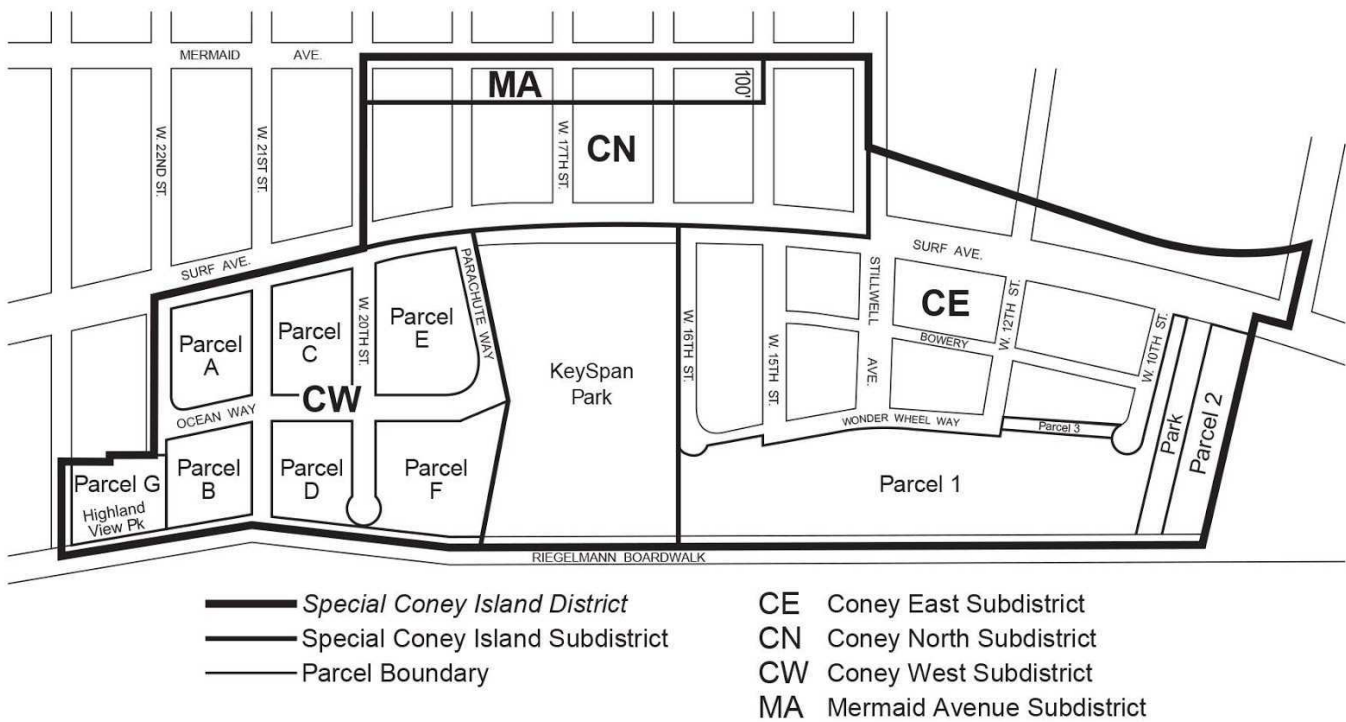 MERMAID AVE.
MA
100'
W. 22ND ST.
W. 21ST ST.
W. 17TH ST.
CN
SURF AVE.
SURF AVE.
PARACHUTE WAY
W. 20TH ST.
STILLWELL AVE.
CE
W. 12TH ST.
BOWERY
W. 10TH ST.
W. 16TH ST.
W. 15TH ST.
Parcel
A
Parcel
C
Parcel
E
KeySpan
Park
CW
OCEAN WAY
WONDER WHEEL WAY
Parcel 3
Park
Parcel 2
Parcel G
Highland
View Pk
Parcel
B
Parcel
D
Parcel
F
Parcel 1
RIEGELMANN BOARDWALK
Special Coney Island District
Special Coney Island Subdistrict
Parcel Boundary
CE Coney East Subdistrict
CN Coney North Subdistrict
CW Coney West Subdistrict
MA Mermaid Avenue Subdistrict